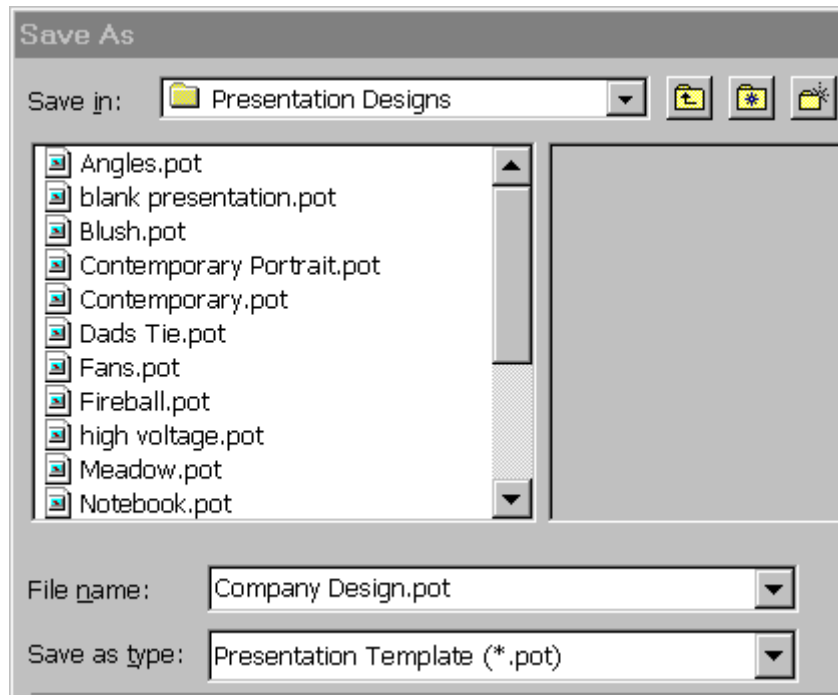 Save As
Save in: Presentation Designs
Angles.pot
blank presentation.pot
Blush.pot
Contemporary Portrait.pot
Contemporary.pot
Dads Tie.pot
Fans.pot
Fireball.pot
high voltage.pot
Meadow.pot
Notebook.pot
File name: Company Design.pot
Save as type: Presentation Template (*.pot)